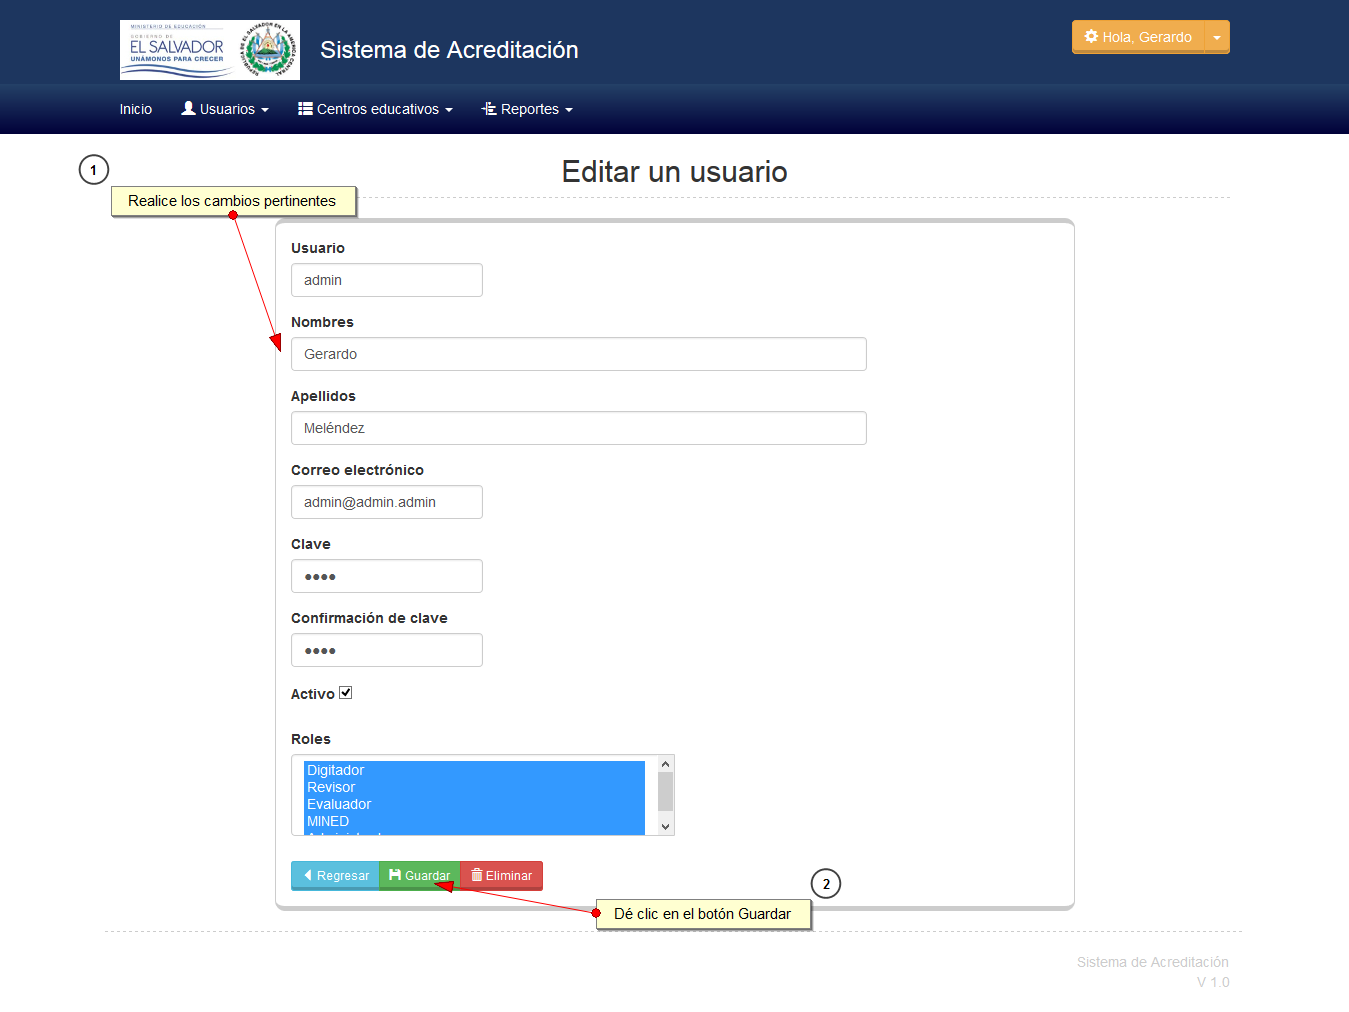 MINISTERIO DE EDUCACIÓN
GOBIERNO DE
EL SALVADOR
UNÁMONOS PARA CRECER
Sistema de Acreditación
Hola, Gerardo
Inicio
Usuarios
Centros educativos
Reportes
1
Editar un usuario
Realice los cambios pertinentes
Usuario
admin
Nombres
Gerardo
Apellidos
Meléndez
Correo electrónico
admin@admin.admin
Clave
••••
Confirmación de clave
••••
Activo
Roles
Digitador
Revisor
Evaluador
MINED
Regresar
Guardar
Eliminar
2
Dé clic en el botón Guardar
Sistema de Acreditación
V 1.0